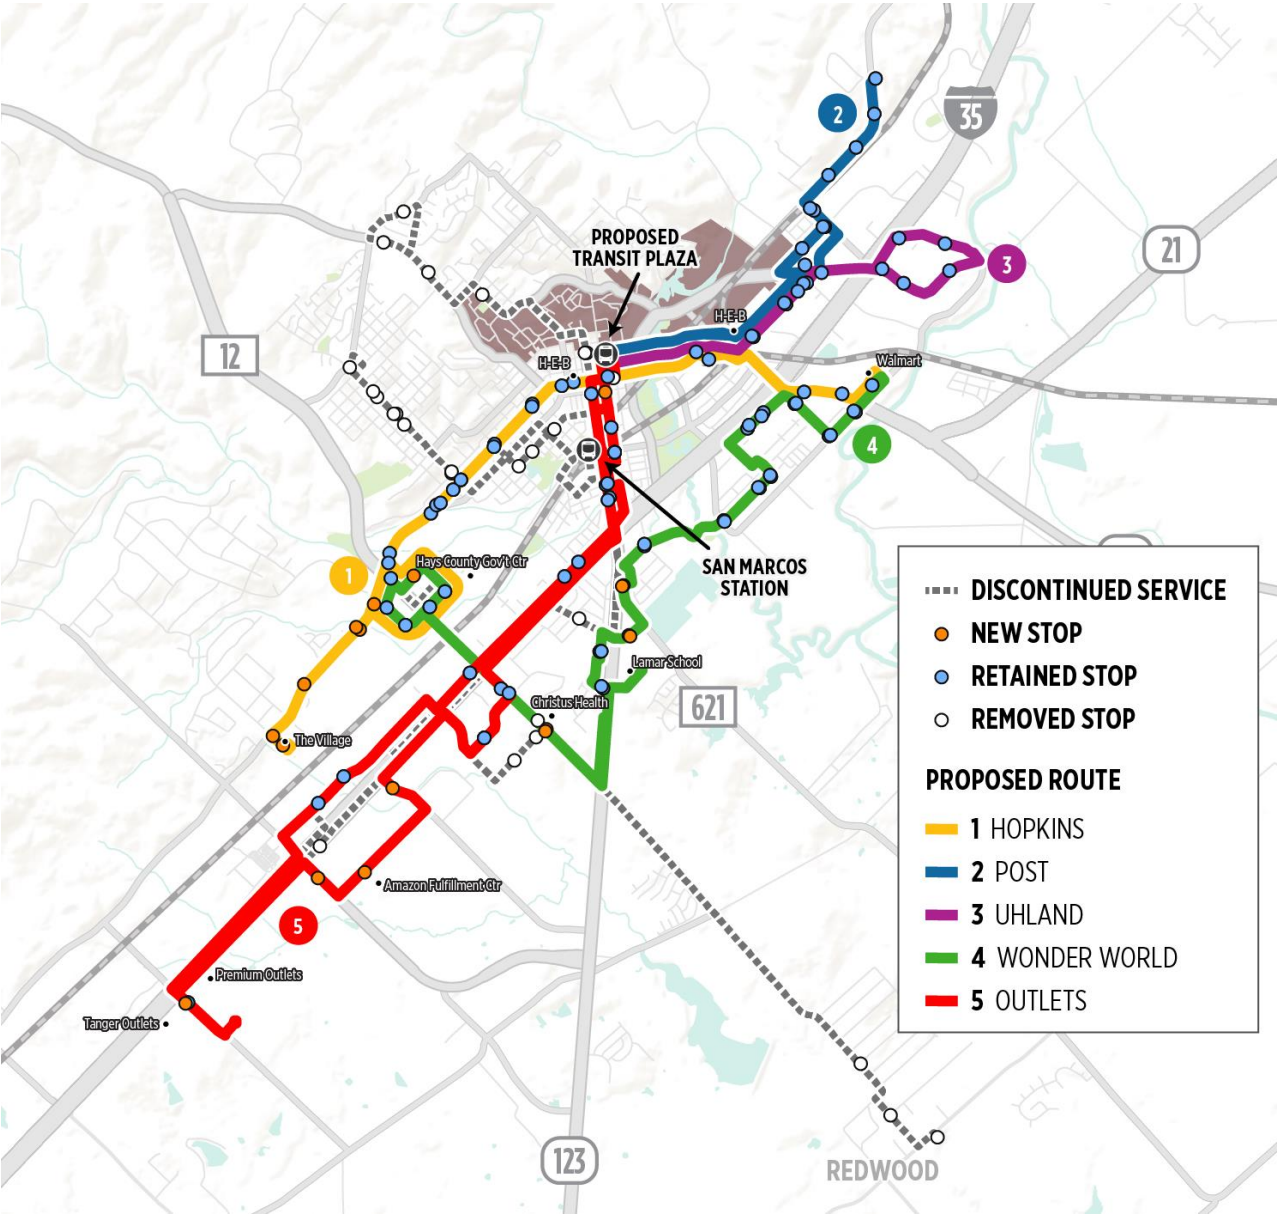 2
35
PROPOSED
TRANSIT PLAZA
21
3
H-E-B
12
H-E-B
Walmart
4
1
Hays County Gov't Ctr
SAN MARCOS
STATION
Lamar School
621
Christus Health
The Village
Amazon Fulfillment Ctr
5
Premium Outlets
Tanger Outlets
123
REDWOOD
DISCONTINUED SERVICE
NEW STOP
RETAINED STOP
REMOVED STOP
PROPOSED ROUTE
1 HOPKINS
2 POST
3 UHLAND
4 WONDER WORLD
5 OUTLETS